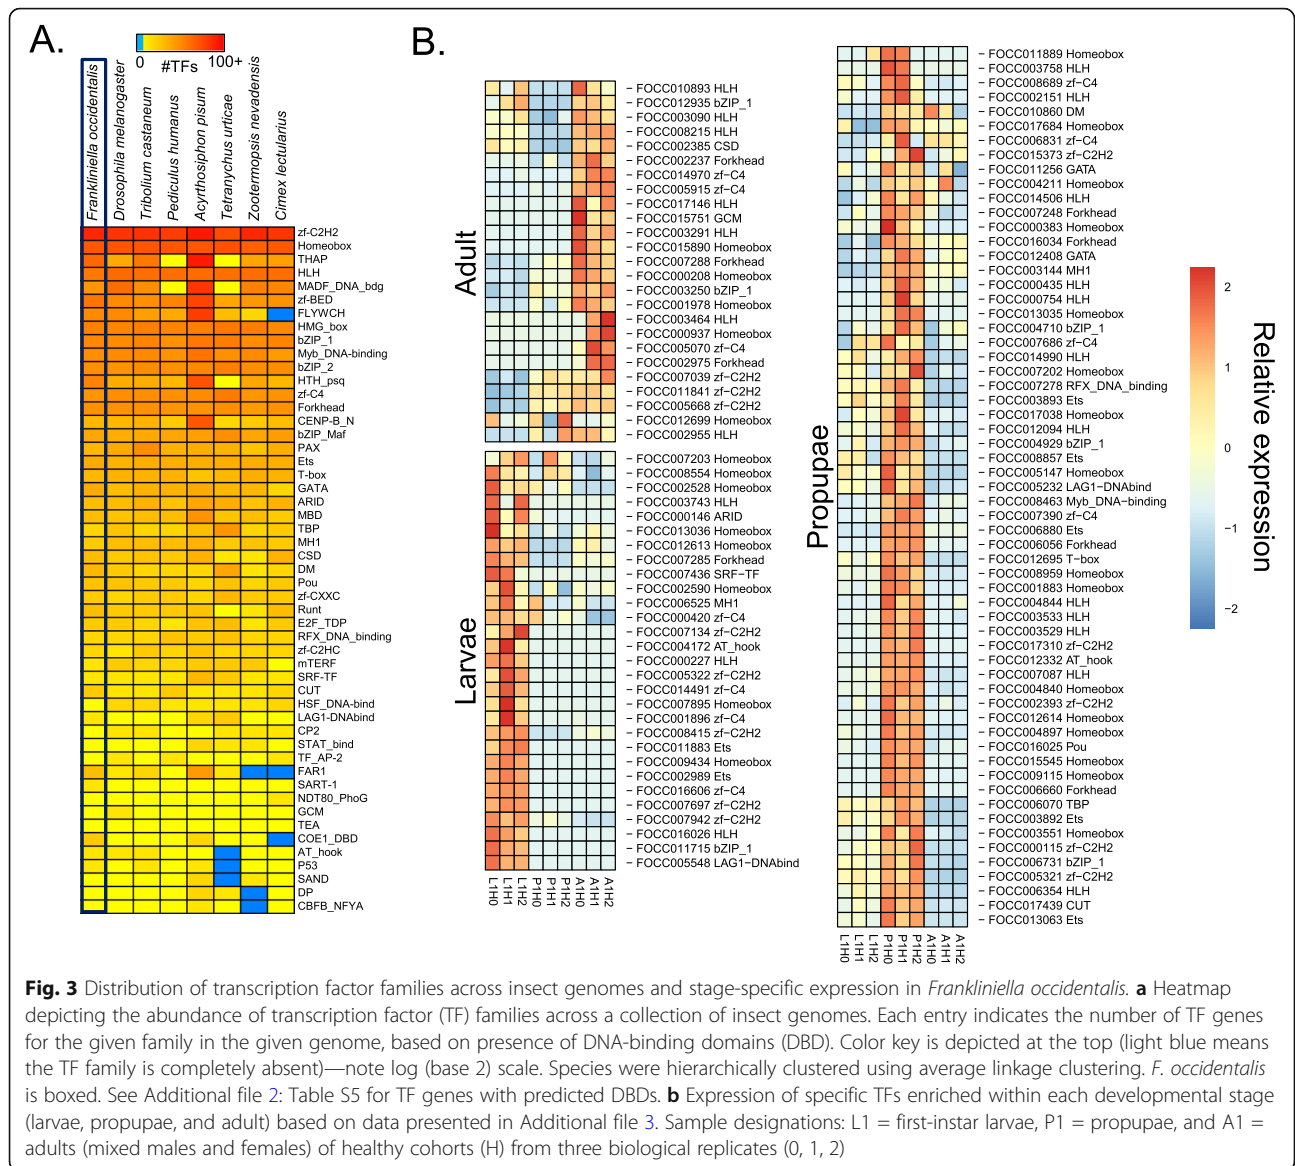 A.
0
100+
#TFs
Frankliniella occidentalis
Drosophila melanogaster
Tribolium castaneum
Pediculus humanus
Acyrthosiphon pisum
Tetranychus urticae
Zootermopsis nevadensis
Cimex lectularius
zf-C2H2
Homeobox
THAP
HLH
MADF_DNA_bdg
zf-BED
FLYWCH
HMG_box
bZIP_1
Myb_DNA-binding
bZIP_2
HTH_psq
zf-C4
Forkhead
CENP-B_N
bZIP_Maf
PAX
Ets
T-box
GATA
ARID
MBD
TBP
MH1
CSD
DM
Pou
zf-CXXC
Runt
E2F_TDP
RFX_DNA_binding
zf-C2HC
mTERF
SRF-TF
CUT
HSF_DNA-bind
LAG1-DNAbind
CP2
STAT_bind
TF_AP-2
FAR1
SART-1
NDT80_PhoG
GCM
TEA
COE1_DBD
AT_hook
P53
SAND
DP
CBFB_NFYA
B.
Adult
− FOCC010893 HLH
− FOCC012935 bZIP_1
− FOCC003090 HLH
− FOCC008215 HLH
− FOCC002385 CSD
− FOCC002237 Forkhead
− FOCC014970 zf−C4
− FOCC005915 zf−C4
− FOCC017146 HLH
− FOCC015751 GCM
− FOCC003291 HLH
− FOCC015890 Homeobox
− FOCC007288 Forkhead
− FOCC000208 Homeobox
− FOCC003250 bZIP_1
− FOCC001978 Homeobox
− FOCC003464 HLH
− FOCC000937 Homeobox
− FOCC005070 zf−C4
− FOCC002975 Forkhead
− FOCC007039 zf−C2H2
− FOCC011841 zf−C2H2
− FOCC005668 zf−C2H2
− FOCC012699 Homeobox
− FOCC002955 HLH
Larvae
− FOCC007203 Homeobox
− FOCC008554 Homeobox
− FOCC002528 Homeobox
− FOCC003743 HLH
− FOCC000146 ARID
− FOCC013036 Homeobox
− FOCC012613 Homeobox
− FOCC007285 Forkhead
− FOCC007436 SRF−TF
− FOCC002590 Homeobox
− FOCC006525 MH1
− FOCC000420 zf−C4
− FOCC007134 zf−C2H2
− FOCC004172 AT_hook
− FOCC000227 HLH
− FOCC005322 zf−C2H2
− FOCC014491 zf−C4
− FOCC007895 Homeobox
− FOCC001896 zf−C4
− FOCC008415 zf−C2H2
− FOCC011883 Ets
− FOCC009434 Homeobox
− FOCC002989 Ets
− FOCC016606 zf−C4
− FOCC007697 zf−C2H2
− FOCC007942 zf−C2H2
− FOCC016026 HLH
− FOCC011715 bZIP_1
− FOCC005548 LAG1−DNAbind
L1H0
L1H1
L1H2
P1H0
P1H1
P1H2
A1H0
A1H1
A1H2
Propupae
− FOCC011889 Homeobox
− FOCC003758 HLH
− FOCC008689 zf−C4
− FOCC002151 HLH
− FOCC010860 DM
− FOCC017684 Homeobox
− FOCC006831 zf−C4
− FOCC015373 zf−C2H2
− FOCC011256 GATA
− FOCC004211 Homeobox
− FOCC014506 HLH
− FOCC007248 Forkhead
− FOCC000383 Homeobox
− FOCC016034 Forkhead
− FOCC012408 GATA
− FOCC003144 MH1
− FOCC000435 HLH
− FOCC000754 HLH
− FOCC013035 Homeobox
− FOCC004710 bZIP_1
− FOCC007686 zf−C4
− FOCC014990 HLH
− FOCC007202 Homeobox
− FOCC007278 RFX_DNA_binding
− FOCC003893 Ets
− FOCC017038 Homeobox
− FOCC012094 HLH
− FOCC004929 bZIP_1
− FOCC008857 Ets
− FOCC005147 Homeobox
− FOCC005232 LAG1−DNAbind
− FOCC008463 Myb_DNA−binding
− FOCC007390 zf−C4
− FOCC006880 Ets
− FOCC006056 Forkhead
− FOCC012695 T−box
− FOCC008959 Homeobox
− FOCC001883 Homeobox
− FOCC004844 HLH
− FOCC003533 HLH
− FOCC003529 HLH
− FOCC017310 zf−C2H2
− FOCC012332 AT_hook
− FOCC007087 HLH
− FOCC004840 Homeobox
− FOCC002393 zf−C2H2
− FOCC012614 Homeobox
− FOCC004897 Homeobox
− FOCC016025 Pou
− FOCC015545 Homeobox
− FOCC009115 Homeobox
− FOCC006660 Forkhead
− FOCC006070 TBP
− FOCC003892 Ets
− FOCC003551 Homeobox
− FOCC000115 zf−C2H2
− FOCC006731 bZIP_1
− FOCC005321 zf−C2H2
− FOCC006354 HLH
− FOCC017439 CUT
− FOCC013063 Ets
L1H0
L1H1
L1H2
P1H0
P1H1
P1H2
A1H0
A1H1
A1H2
2
1
0
−1
−2
Relative expression
Fig. 3 Distribution of transcription factor families across insect genomes and stage-specific expression in Frankliniella occidentalis. a Heatmap
depicting the abundance of transcription factor (TF) families across a collection of insect genomes. Each entry indicates the number of TF genes
for the given family in the given genome, based on presence of DNA-binding domains (DBD). Color key is depicted at the top (light blue means
the TF family is completely absent)—note log (base 2) scale. Species were hierarchically clustered using average linkage clustering. F. occidentalis
is boxed. See Additional file 2: Table S5 for TF genes with predicted DBDs. b Expression of specific TFs enriched within each developmental stage
(larvae, propupae, and adult) based on data presented in Additional file 3. Sample designations: L1 = first-instar larvae, P1 = propupae, and A1 =
adults (mixed males and females) of healthy cohorts (H) from three biological replicates (0, 1, 2)